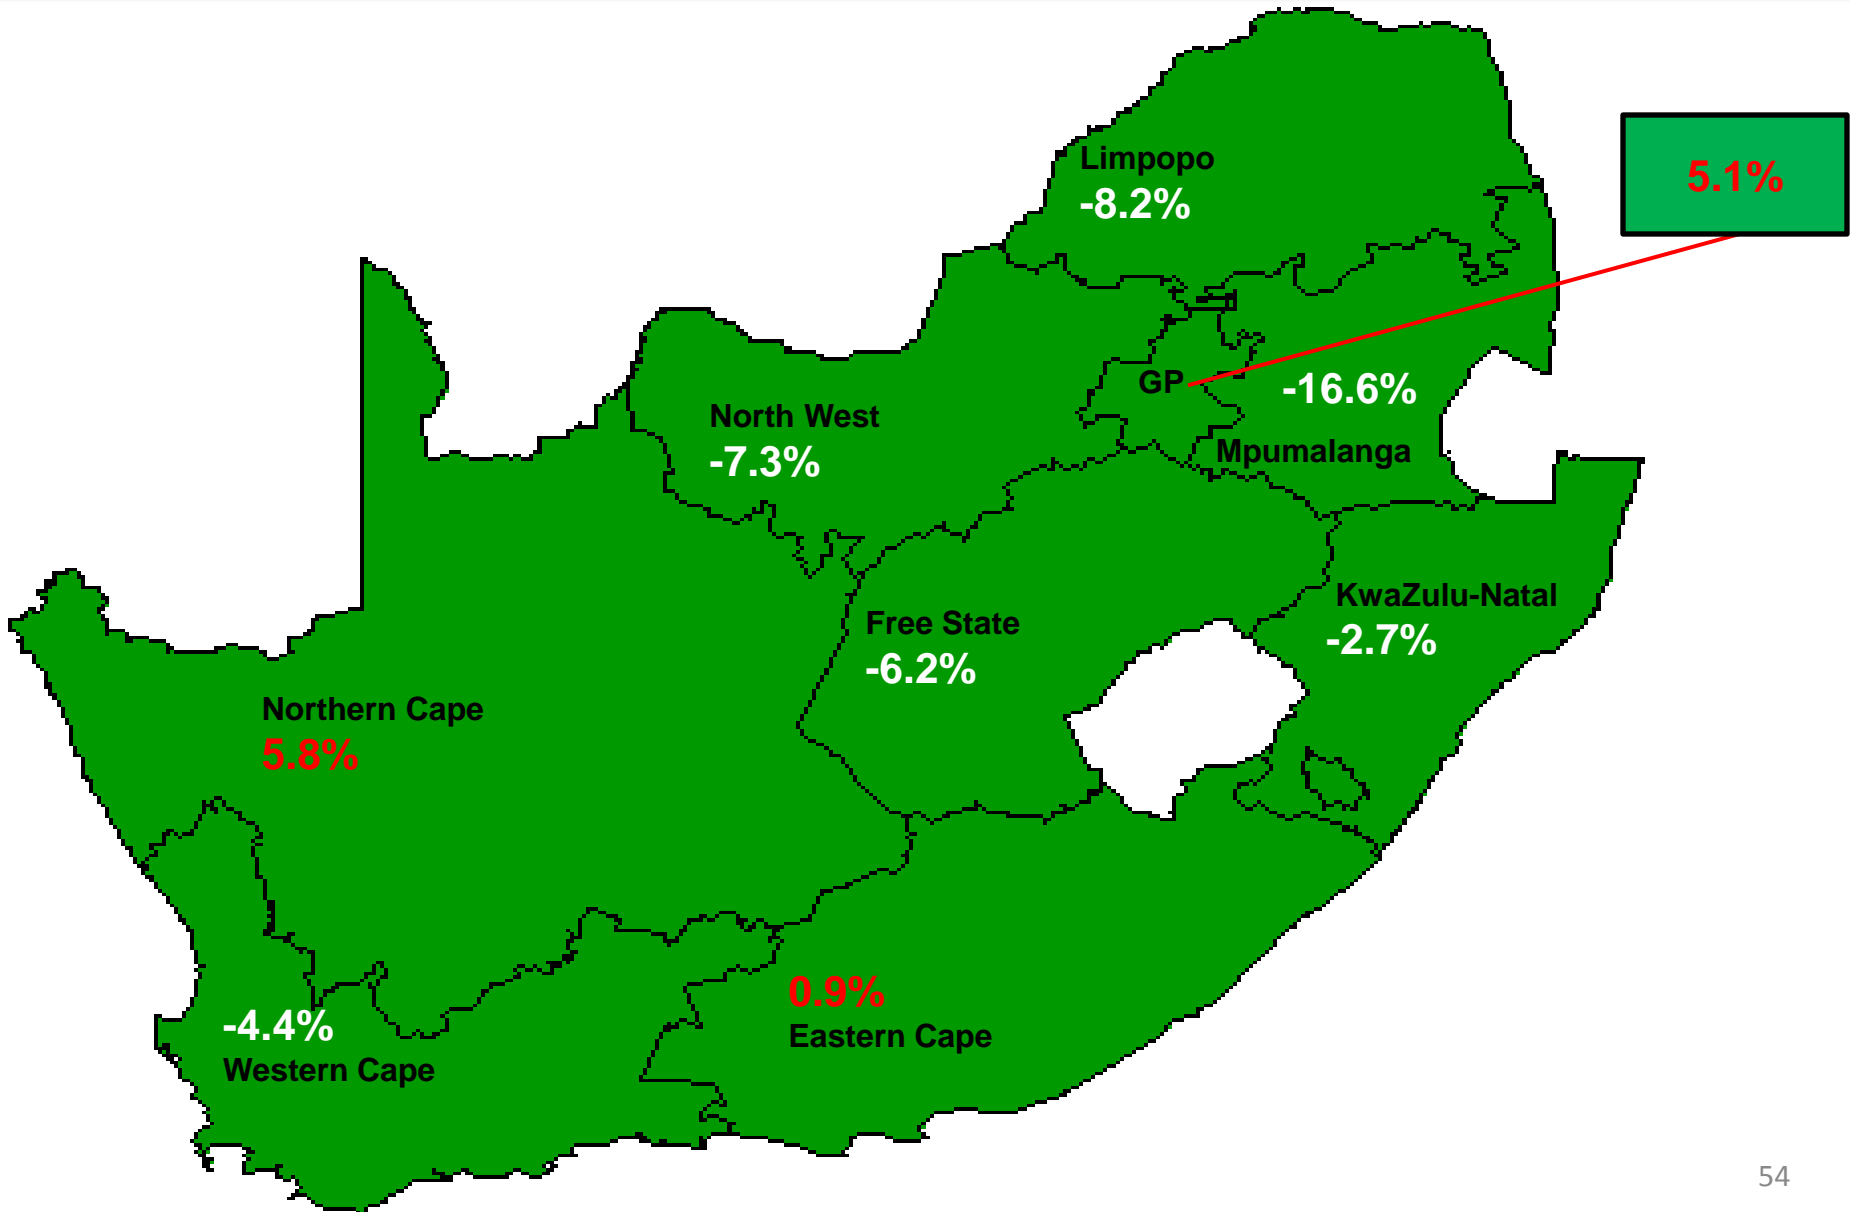 Limpopo
-8.2%
5.1%
GP
-16.6%
Mpumalanga
North West
-7.3%
KwaZulu-Natal
-2.7%
Free State
-6.2%
Northern Cape
5.8%
0.9%
Eastern Cape
-4.4%
Western Cape
54